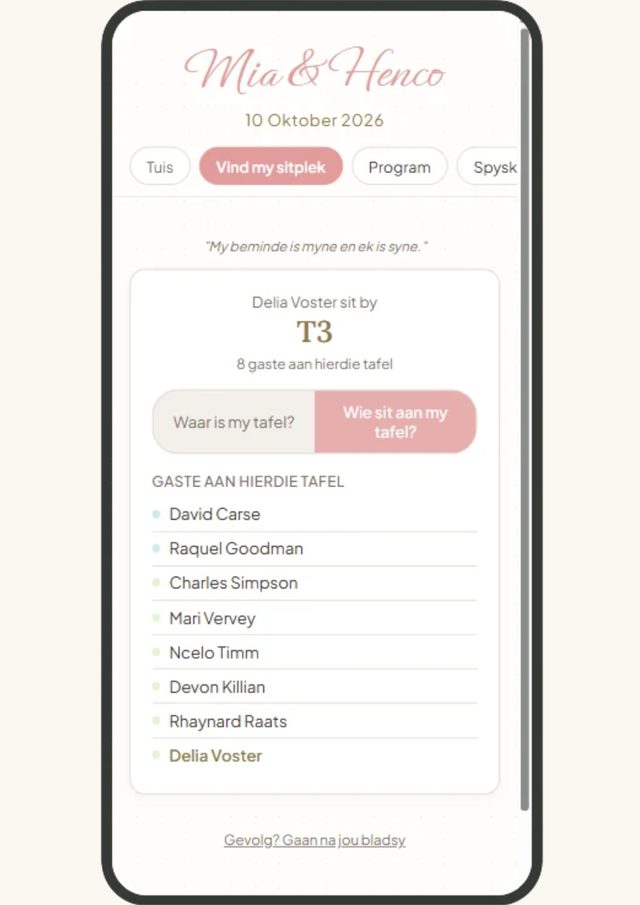 Mia & Henco
10 Oktober 2026
Tuis
Vind my sitplek
Program
Spysk
"My beminde is myne en ek is syne."
Delia Voster sit by
T3
8 gaste aan hierdie tafel
Waar is my tafel?
Wie sit aan my
tafel?
GASTE AAN HIERDIE TAFEL
David Carse
Raquel Goodman
Charles Simpson
Mari Vervey
Ncelo Timm
Devon Killian
Rhaynard Raats
Delia Voster
Gevolg? Gaan na jou bladsy